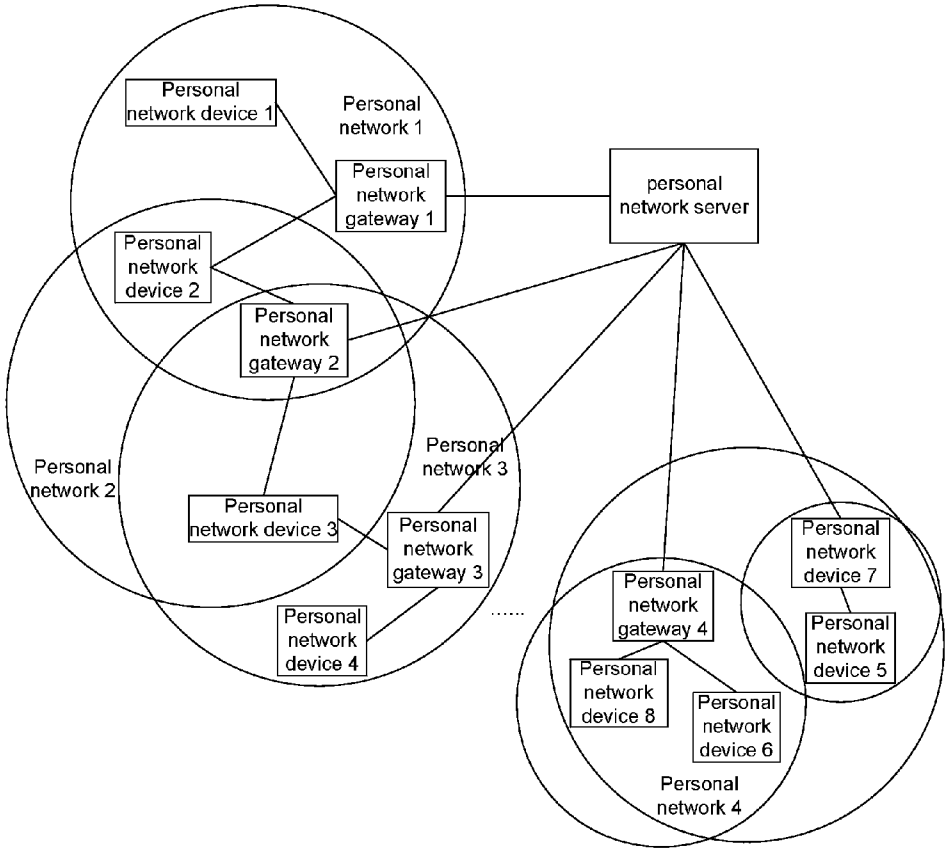 Personal
network device 1
Personal
network 1
Personal
network
gateway 1
personal
network server
Personal
network
device 2
Personal
network
gateway 2
Personal
network 2
Personal
network 3
Personal
network device 3
Personal
network
gateway 3
Personal
network
device 4
......
Personal
network
device 7
Personal
network
gateway 4
Personal
network
device 5
Personal
network
device 8
Personal
network
device 6
Personal
network 4